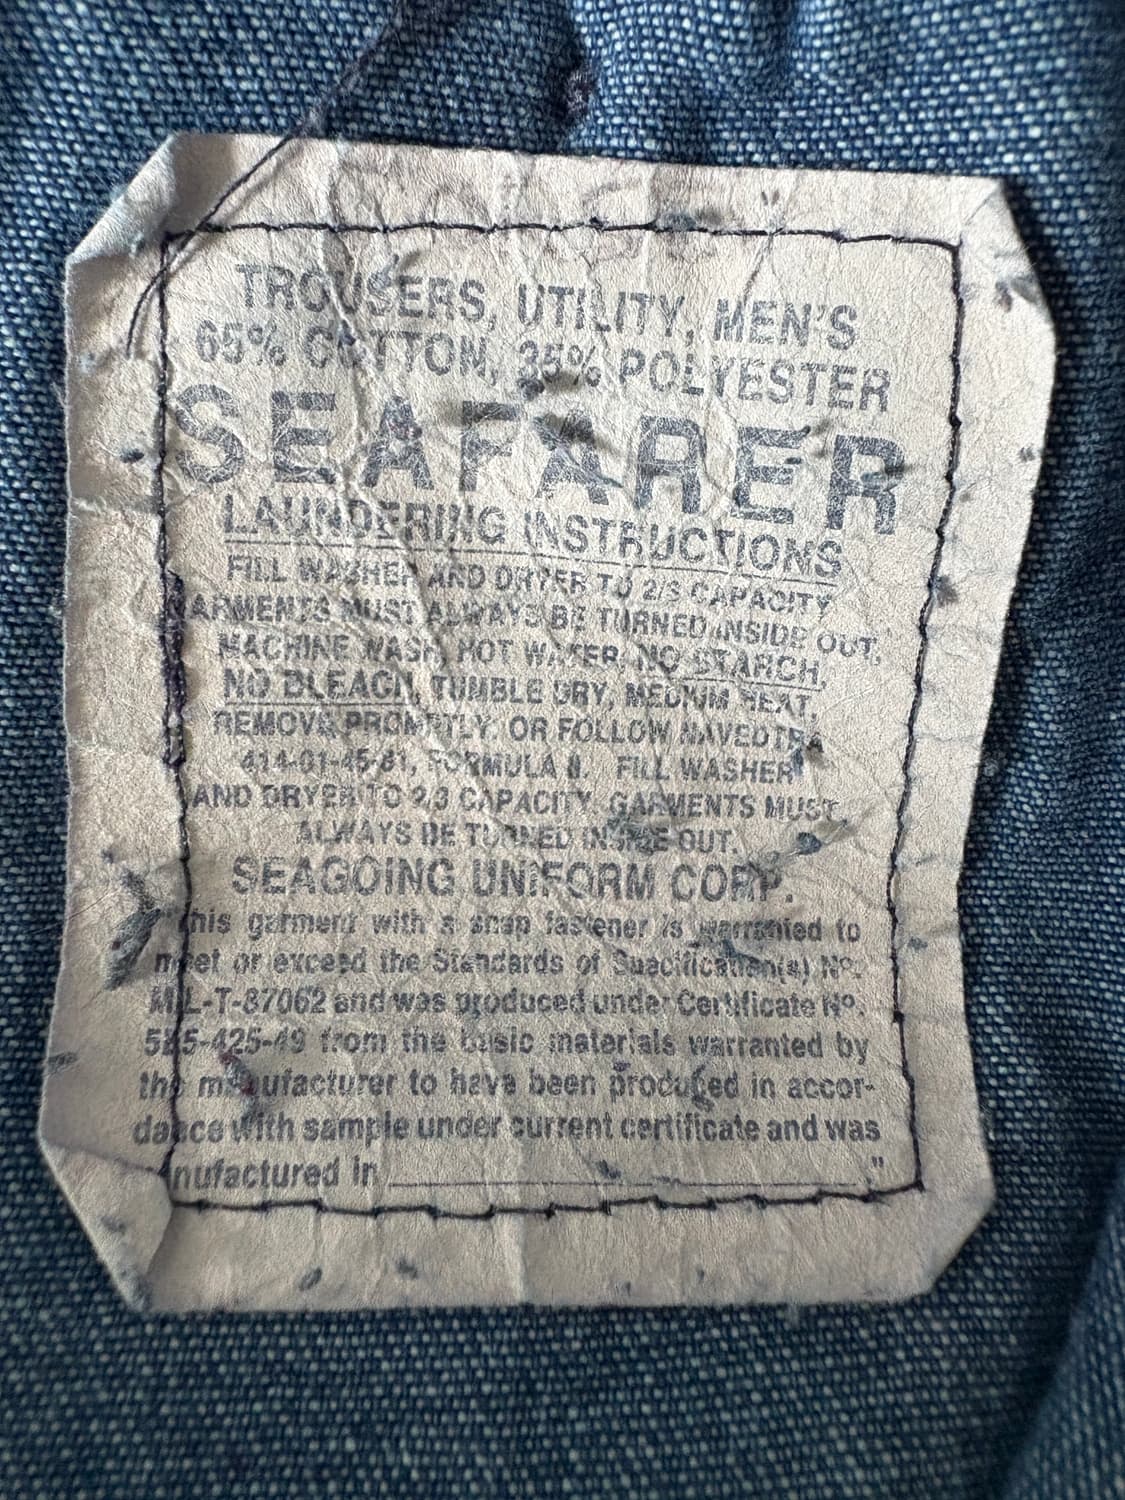 TROUSERS, UTILITY, MEN'S
65% COTTON, 35% POLYESTER
SEAFARER
LAUNDERING INSTRUCTIONS
FILL WASHER AND DRYER TO 2/3 CAPACITY
GARMENTS MUST ALWAYS BE TURNED INSIDE OUT,
MACHINE WASH, HOT WATER, NO STARCH,
NO BLEACH, TUMBLE DRY, MEDIUM HEAT,
REMOVE PROMPTLY. OR FOLLOW NAVEDTRA
414-01-45-81, FORMULA II. FILL WASHER
AND DRYER TO 2/3 CAPACITY. GARMENTS MUST
ALWAYS BE TURNED INSIDE OUT.
SEAGOING UNIFORM CORP.
"This garment with a snap fastener is warranted to
meet or exceed the Standards of Specification(s) Nº.
MIL-T-87062 and was produced under Certificate Nº.
from the basic materials warranted by
the manufacturer to have been produced in accor-
dance with sample under current certificate and was
manufactured in "